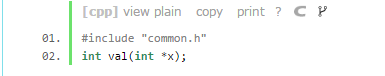 [cpp] view plain copy print ?
01. #include "common.h"
02. int val(int *x);